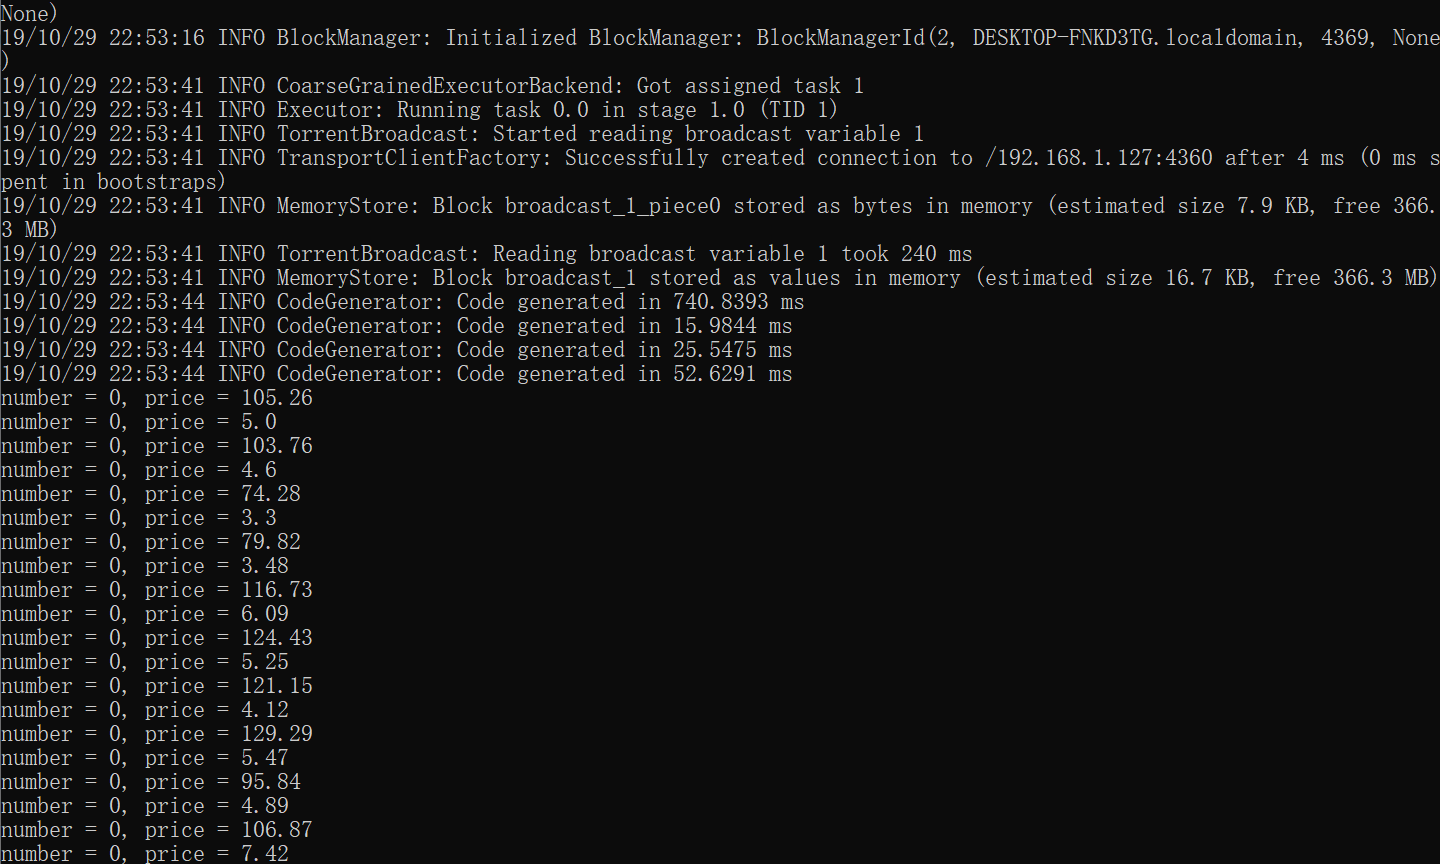 None)
19/10/29 22:53:16 INFO BlockManager: Initialized BlockManager: BlockManagerId(2, DESKTOP-FNKD3TG.localdomain, 4369, None
)
19/10/29 22:53:41 INFO CoarseGrainedExecutorBackend: Got assigned task 1
19/10/29 22:53:41 INFO Executor: Running task 0.0 in stage 1.0 (TID 1)
19/10/29 22:53:41 INFO TorrentBroadcast: Started reading broadcast variable 1
19/10/29 22:53:41 INFO TransportClientFactory: Successfully created connection to /192.168.1.127:4360 after 4 ms (0 ms s
pent in bootstraps)
19/10/29 22:53:41 INFO MemoryStore: Block broadcast_1_piece0 stored as bytes in memory (estimated size 7.9 KB, free 366.
3 MB)
19/10/29 22:53:41 INFO TorrentBroadcast: Reading broadcast variable 1 took 240 ms
19/10/29 22:53:41 INFO MemoryStore: Block broadcast_1 stored as values in memory (estimated size 16.7 KB, free 366.3 MB)
19/10/29 22:53:44 INFO CodeGenerator: Code generated in 740.8393 ms
19/10/29 22:53:44 INFO CodeGenerator: Code generated in 15.9844 ms
19/10/29 22:53:44 INFO CodeGenerator: Code generated in 25.5475 ms
19/10/29 22:53:44 INFO CodeGenerator: Code generated in 52.6291 ms
number = 0, price = 105.26
number = 0, price = 5.0
number = 0, price = 103.76
number = 0, price = 4.6
number = 0, price = 74.28
number = 0, price = 3.3
number = 0, price = 79.82
number = 0, price = 3.48
number = 0, price = 116.73
number = 0, price = 6.09
number = 0, price = 124.43
number = 0, price = 5.25
number = 0, price = 121.15
number = 0, price = 4.12
number = 0, price = 129.29
number = 0, price = 5.47
number = 0, price = 95.84
number = 0, price = 4.89
number = 0, price = 106.87
number = 0, price = 7.42